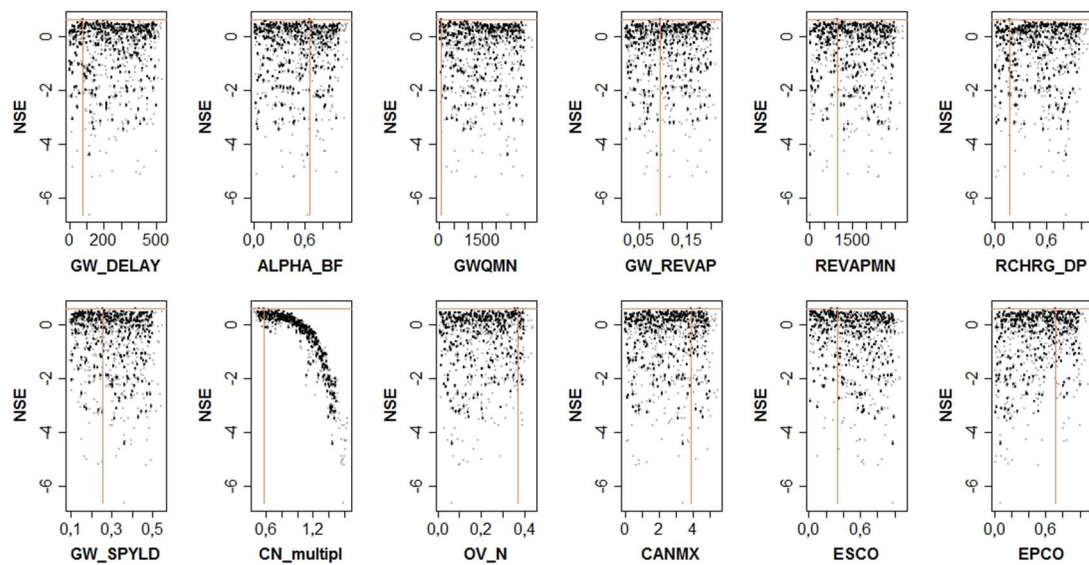 NSE 0 -2 -4 -6
0 200 500
GW_DELAY
NSE 0 -2 -4 -6
0,0 0,6
ALPHA_BF
NSE 0 -2 -4 -6
0 1500
GWQMN
NSE 0 -2 -4 -6
0,05 0,15
GW_REVAP
NSE 0 -2 -4 -6
0 1500
REVAPMN
NSE 0 -2 -4 -6
0,0 0,6
RCHRG_DP
NSE 0 -2 -4 -6
0,1 0,3 0,5
GW_SPYLD
NSE 0 -2 -4 -6
0,6 1,2
CN_multipl
NSE 0 -2 -4 -6
0,0 0,2 0,4
OV_N
NSE 0 -2 -4 -6
0 2 4
CANMX
NSE 0 -2 -4 -6
0,0 0,6
ESCO
NSE 0 -2 -4 -6
0,0 0,6
EPCO